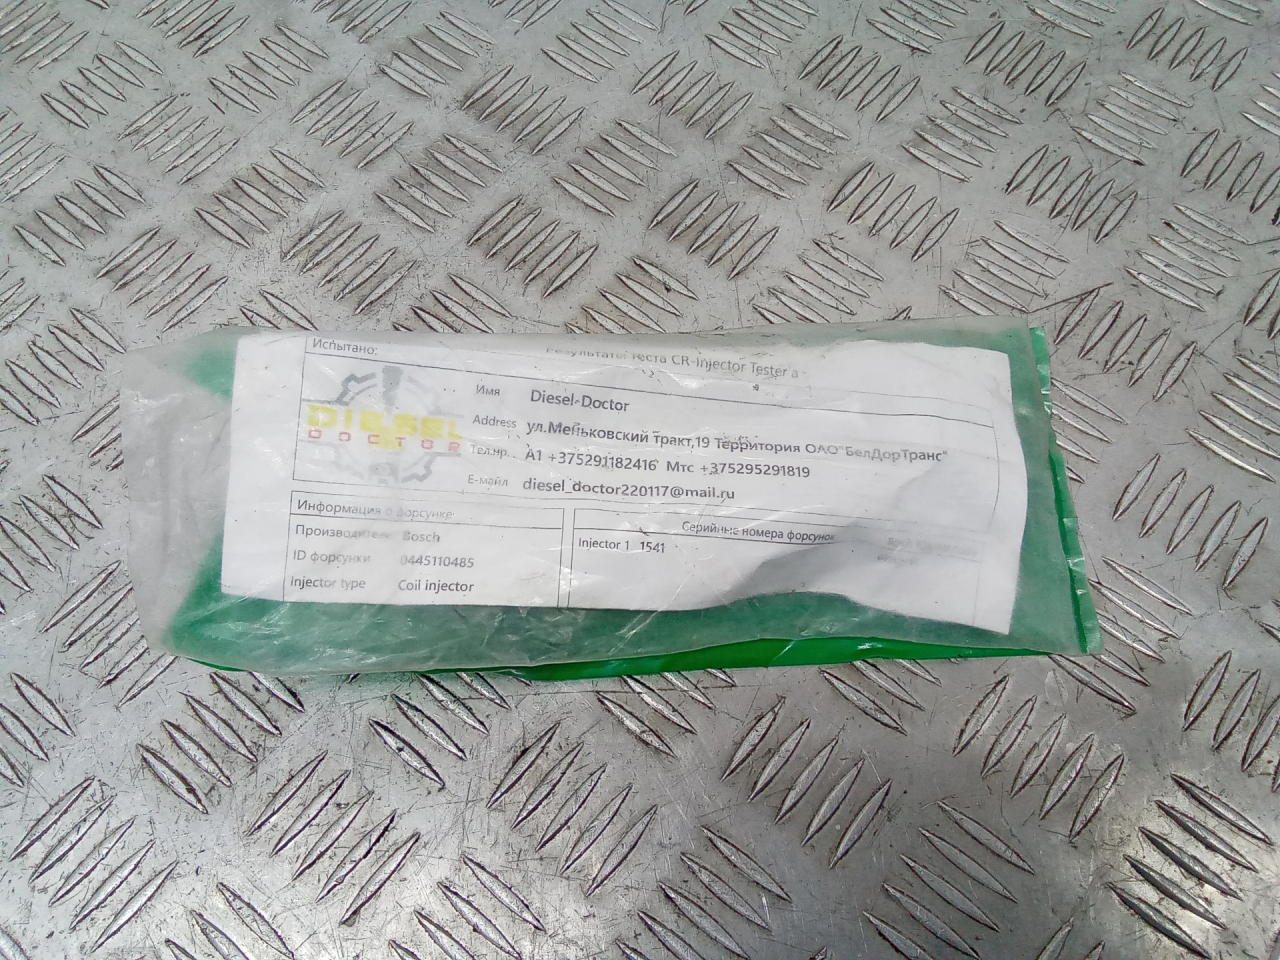 Испытано:
Результаты теста CR-Injector Tester a
DIESEL
DOCTOR
Имя Diesel-Doctor
Address ул.Меньковский тракт,19 Территория ОАО"БелДорТранс"
Тел.нр. A1 +375291182416 Мтс +375295291819
E-майл diesel_doctor220117@mail.ru
Информация о форсунке
Производитель Bosch
ID форсунки 0445110485
Injector type Coil injector
Серийные номера форсунок
Injector 1 1541